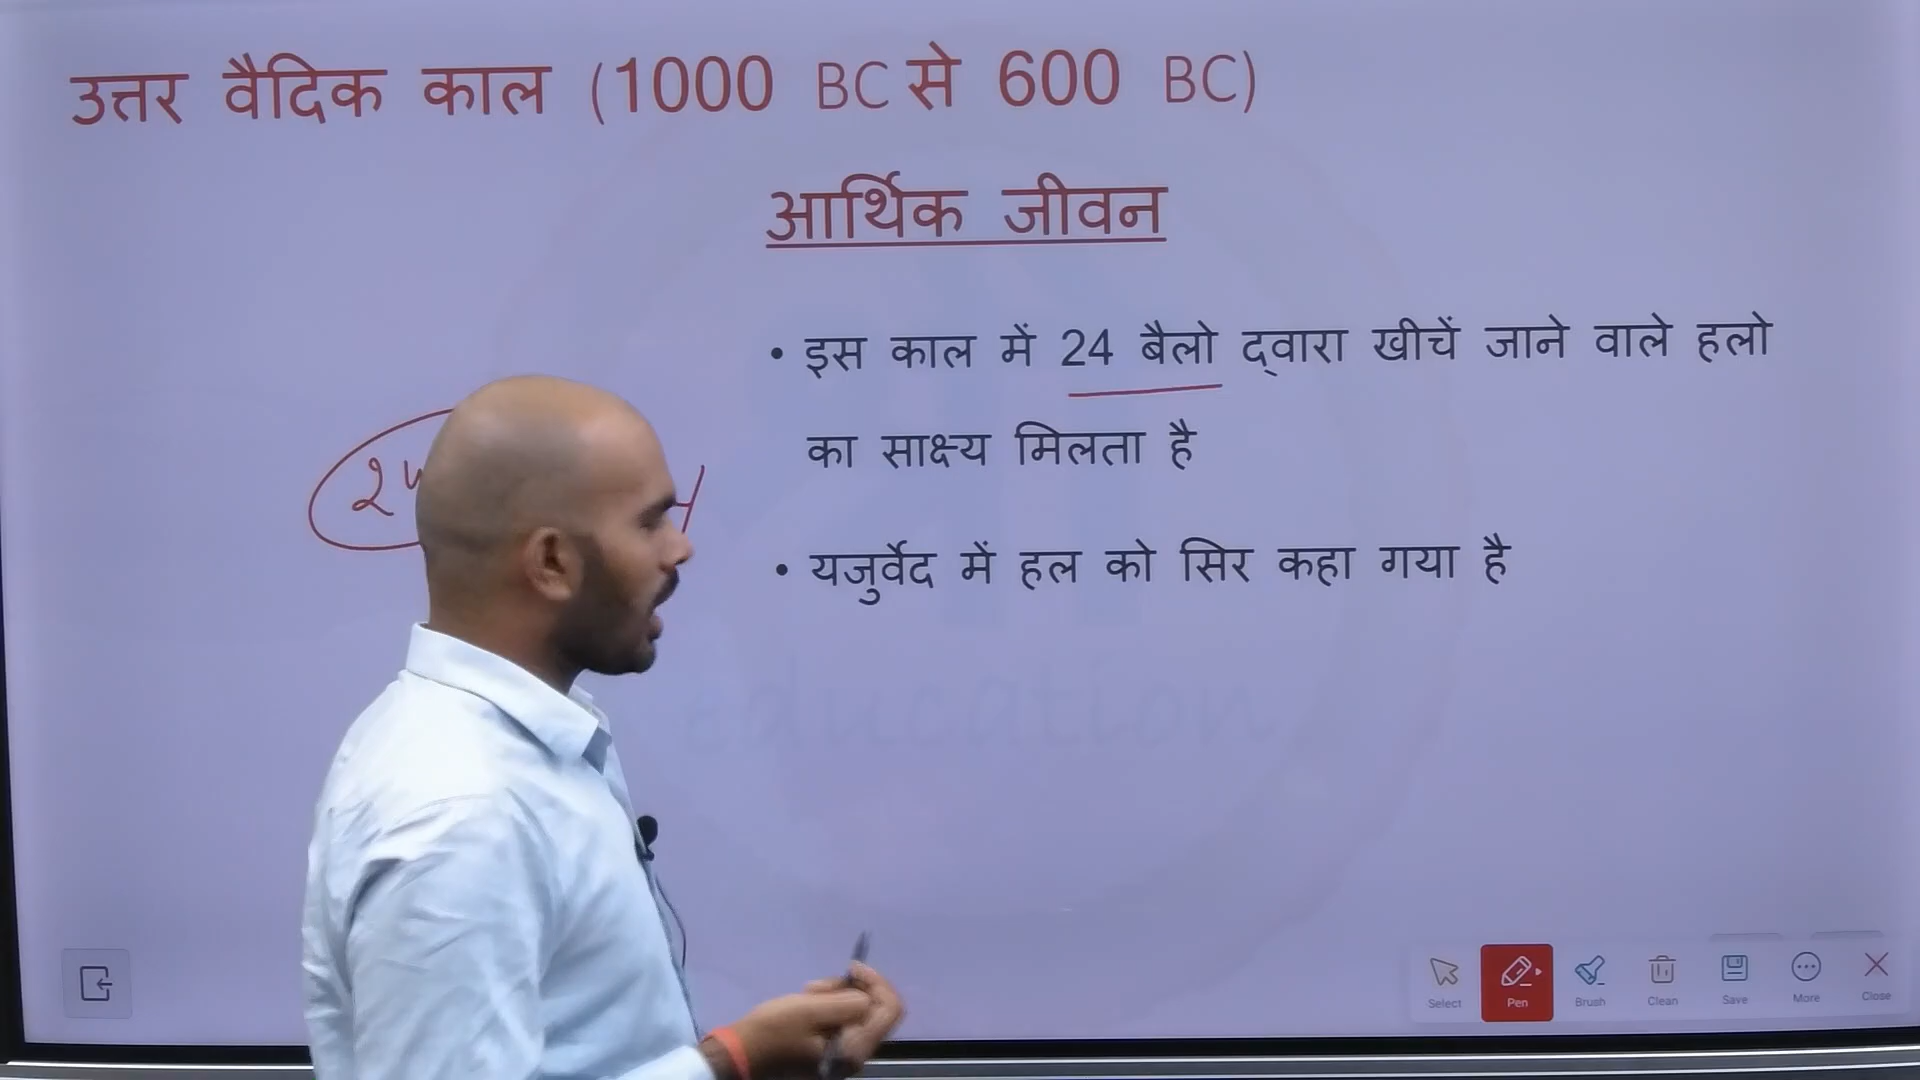 उत्तर वैदिक काल (1000 BC से 600 BC)
आर्थिक जीवन
• इस काल में 24 बैलो द्वारा खीचें जाने वाले हलो
का साक्ष्य मिलता है
• यजुर्वेद में हल को सिर कहा गया है
education
Select
Pen
Brush
Clean
Save
More
Close